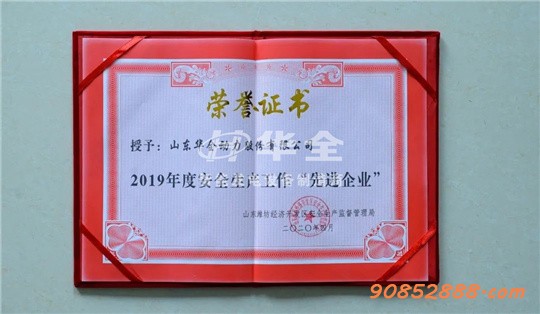 荣誉证书
授予：山东华全动力装备有限公司
华全
2019年度安全生产工作“先进企业”
山东潍坊经济开发区安全生产监督管理局
二〇二〇年四月
90852888-com